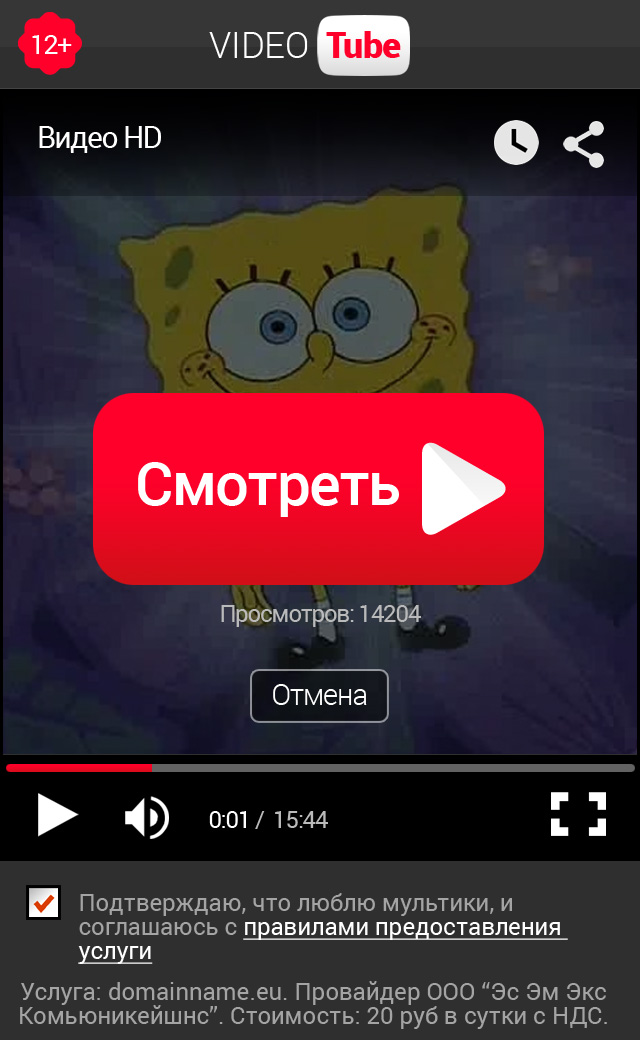 12+
VIDEO Tube
Видео HD
Смотреть
Просмотров: 14204
Отмена
0:01 / 15:44
Подтверждаю, что люблю мультики, и
соглашаюсь с правилами предоставления
услуги
Услуга: domainname.eu. Провайдер ООО “Эс Эм Экс
Комьюникейшнс”. Стоимость: 20 руб в сутки с НДС.